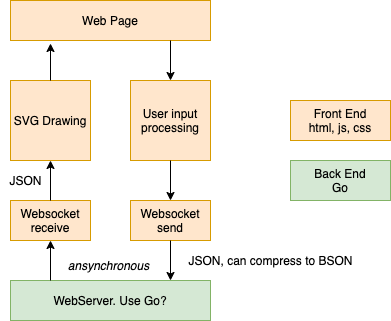 Web Page
SVG Drawing
User input
processing
Front End
html, js, css
JSON
Back End
Go
Websocket
receive
Websocket
send
ansynchronous
JSON, can compress to BSON
WebServer. Use Go?